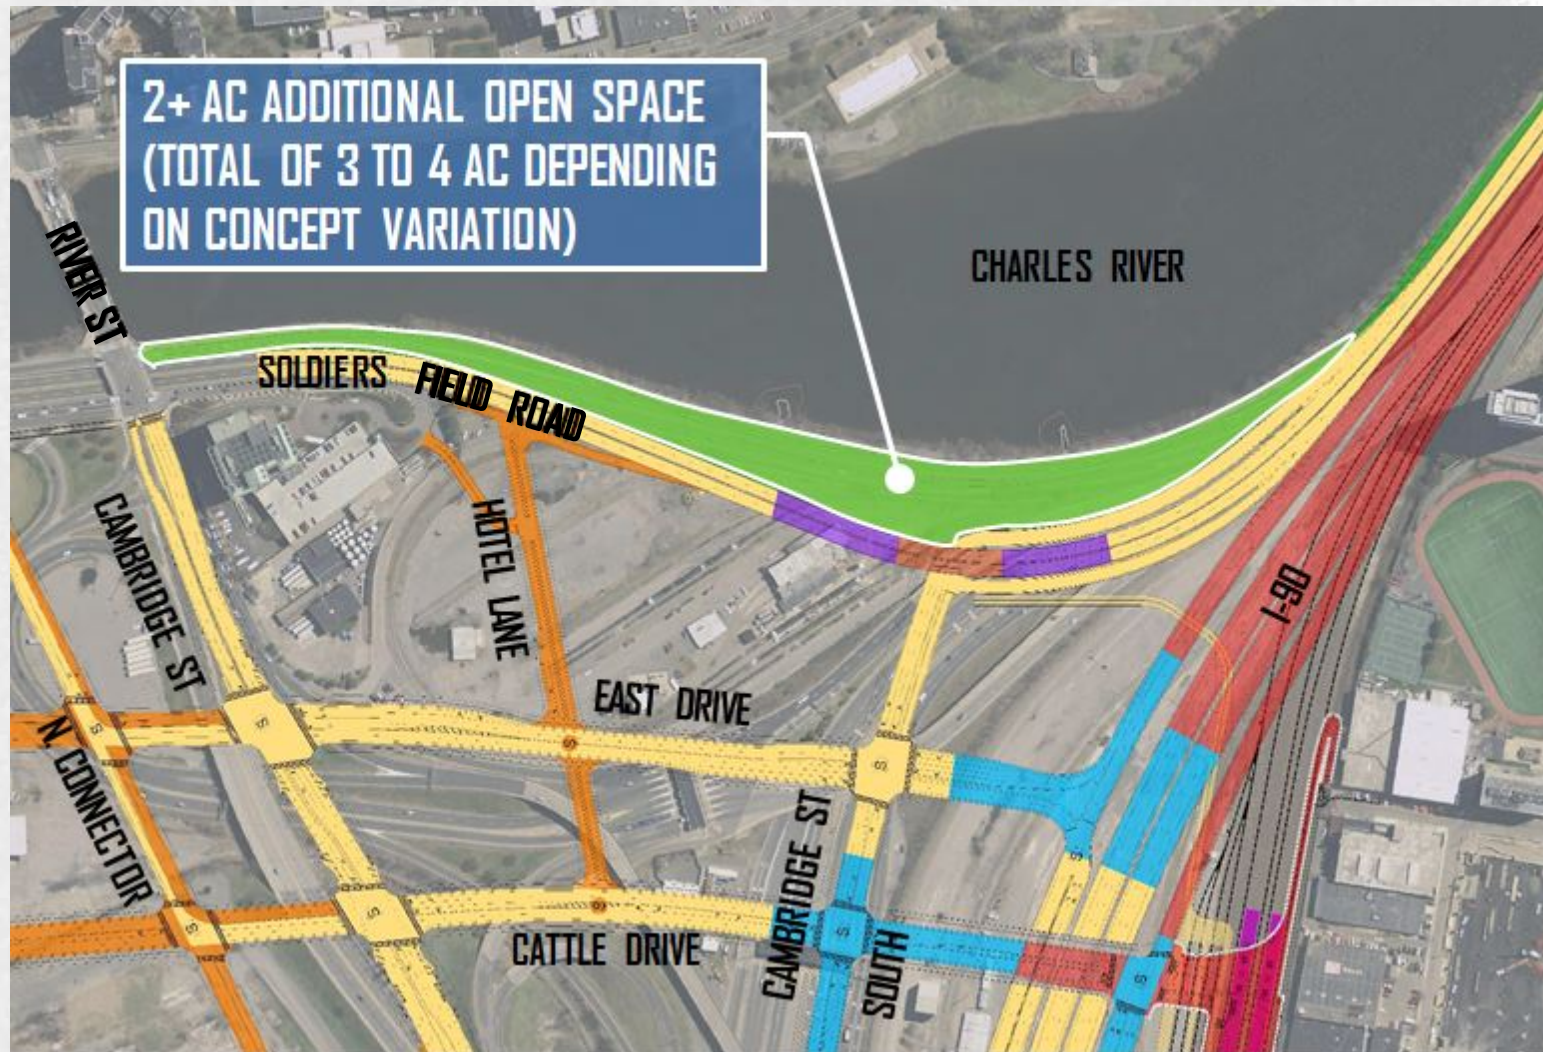 2+ AC ADDITIONAL OPEN SPACE
(TOTAL OF 3 TO 4 AC DEPENDING
ON CONCEPT VARIATION)
RIVER ST
CHARLES RIVER
SOLDIERS FIELD ROAD
CAMBRIDGE ST
HOTEL LANE
I-90
EAST DRIVE
N. CONNECTOR
CAMBRIDGE ST
SOUTH
CATTLE DRIVE
S
S
S
S
S
S
S
S
S
S